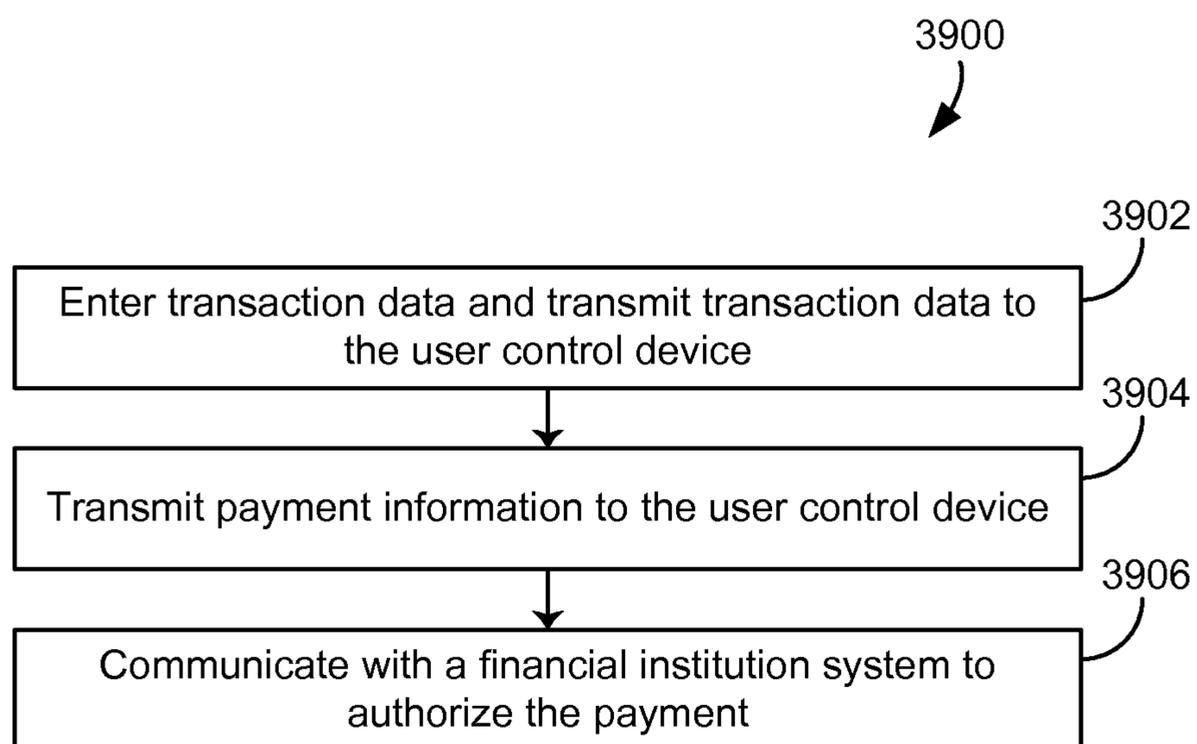 3900
3902
Enter transaction data and transmit transaction data to
the user control device
3904
Transmit payment information to the user control device
3906
Communicate with a financial institution system to
authorize the payment